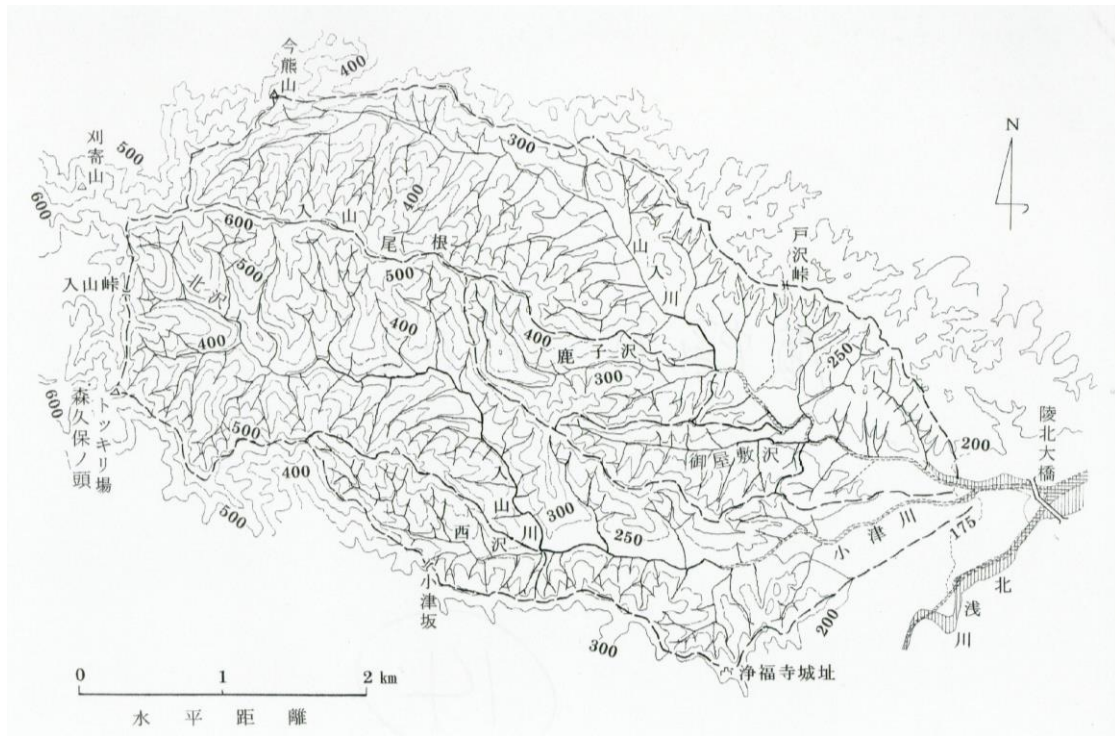 今熊山
400
N
刈寄山
500
300
600
400
入山尾根
600
戸沢峠
山入川
500
入山峠
500
北沢
400
400
400
鹿子沢
250
300
600
トッキリ場
森久保ノ頭
500
400
500
御屋敷沢
200
陵北大橋
山川
西沢
300
250
小津川
175
北浅川
小津坂
200
300
浄福寺城址
0 1 2 km
水平距離